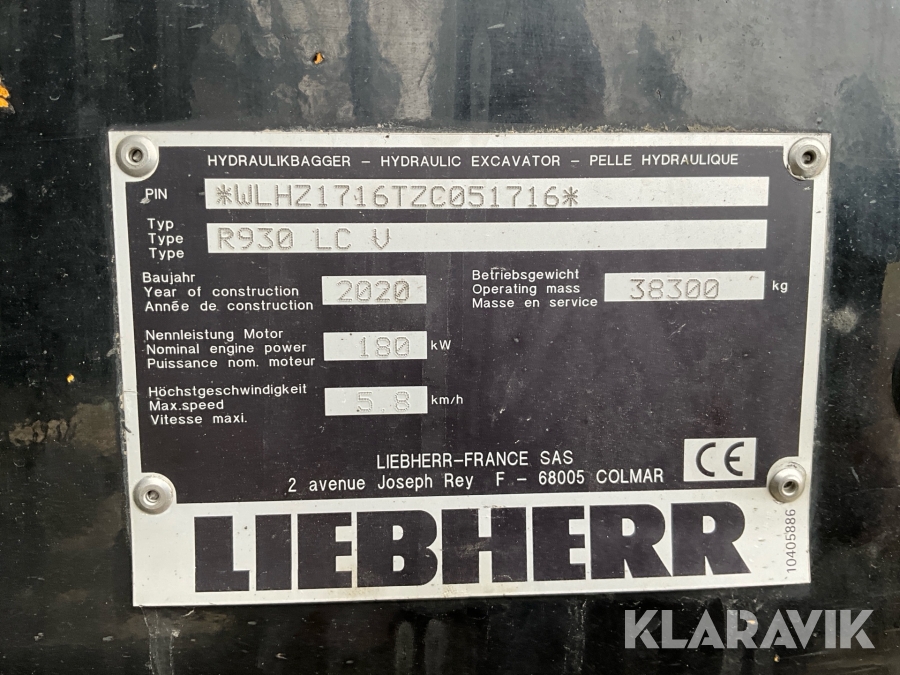 HYDRAULIKBAGGER – HYDRAULIC EXCAVATOR – PELLE HYDRAULIQUE
PIN *WLHZ1716TZC051716*
Typ
Type
Type
R930 LC V
Baujahr
Year of construction
Année de construction
2020
Betriebsgewicht
Operating mass
Masse en service
38300 kg
Nennleistung Motor
Nominal engine power
Puissance nom. moteur
180 kW
Höchstgeschwindigkeit
Max.speed
Vitesse maxi.
5.8 km/h
LIEBHERR–FRANCE SAS
2 avenue Joseph Rey F – 68005 COLMAR
CE
LIEBHERR
10405886
KLARAVIK